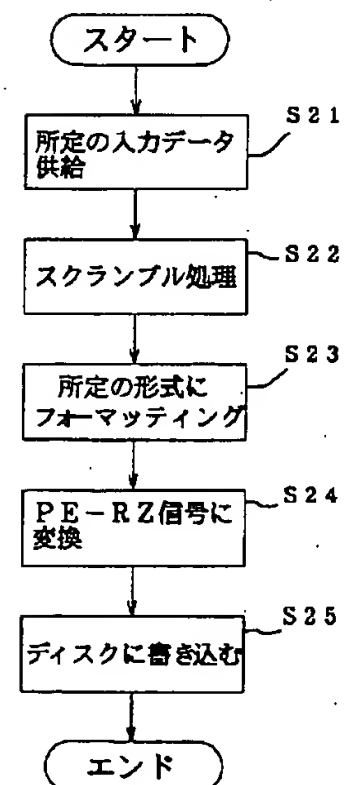 スタート
S21
所定の入力データ
供給
S22
スクランブル処理
S23
所定の形式に
フォーマッティング
S24
PE-RZ信号に
変換
S25
ディスクに書き込む
エンド